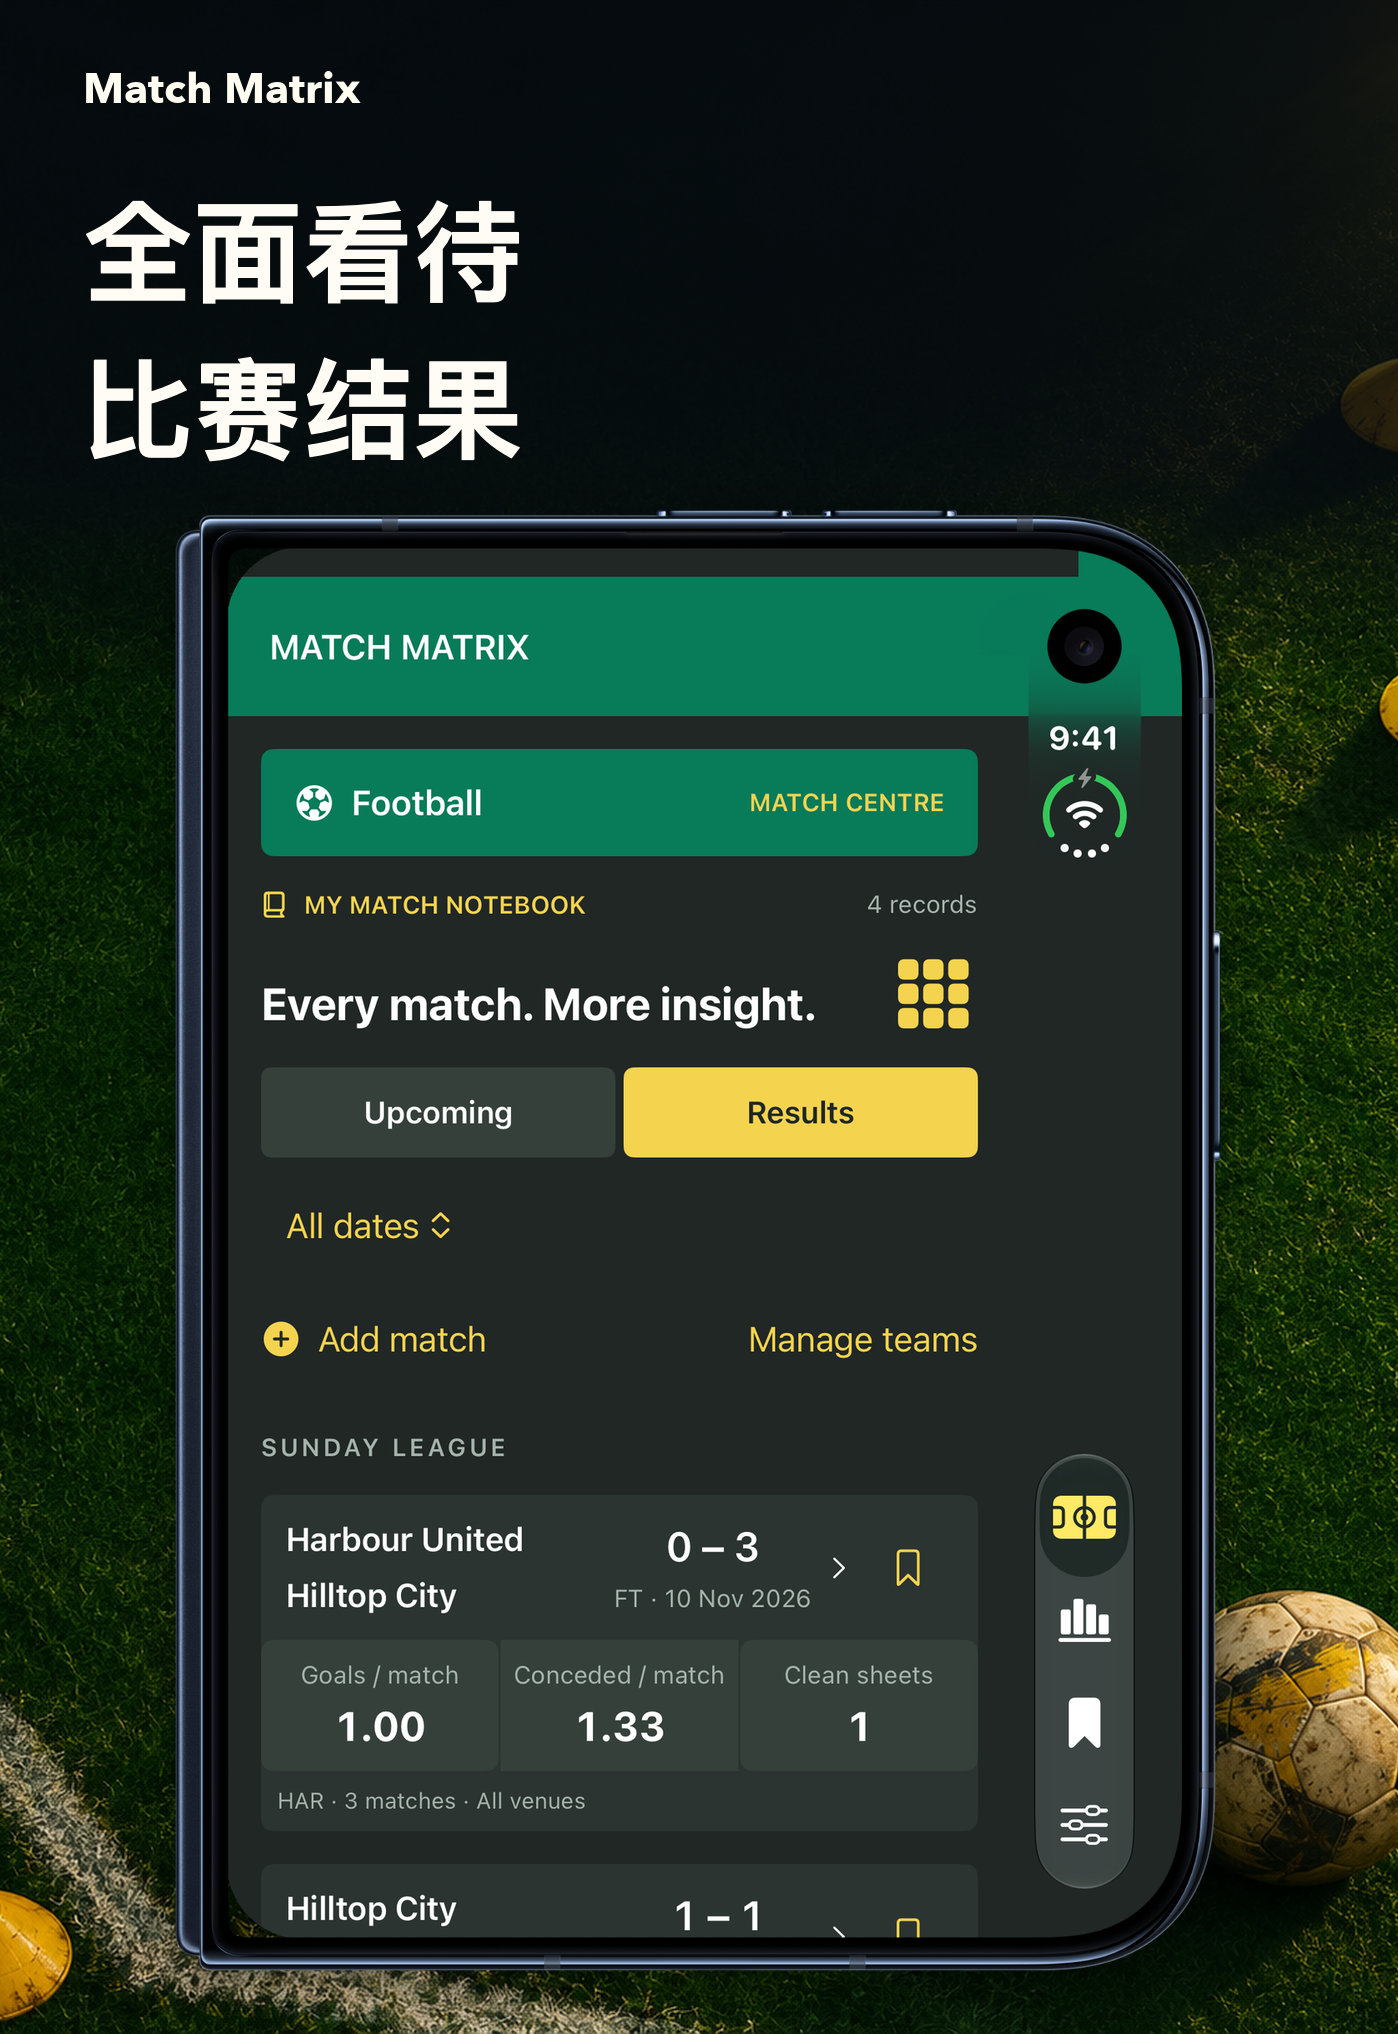 Match Matrix
全面看待
比赛结果
MATCH MATRIX
9:41
Football
MATCH CENTRE
MY MATCH NOTEBOOK
4 records
Every match. More insight.
Upcoming
Results
All dates
Add match
Manage teams
SUNDAY LEAGUE
Harbour United
0 – 3
Hilltop City
FT · 10 Nov 2026
Goals / match
Conceded / match
Clean sheets
1.00
1.33
1
HAR · 3 matches · All venues
Hilltop City
1 – 1